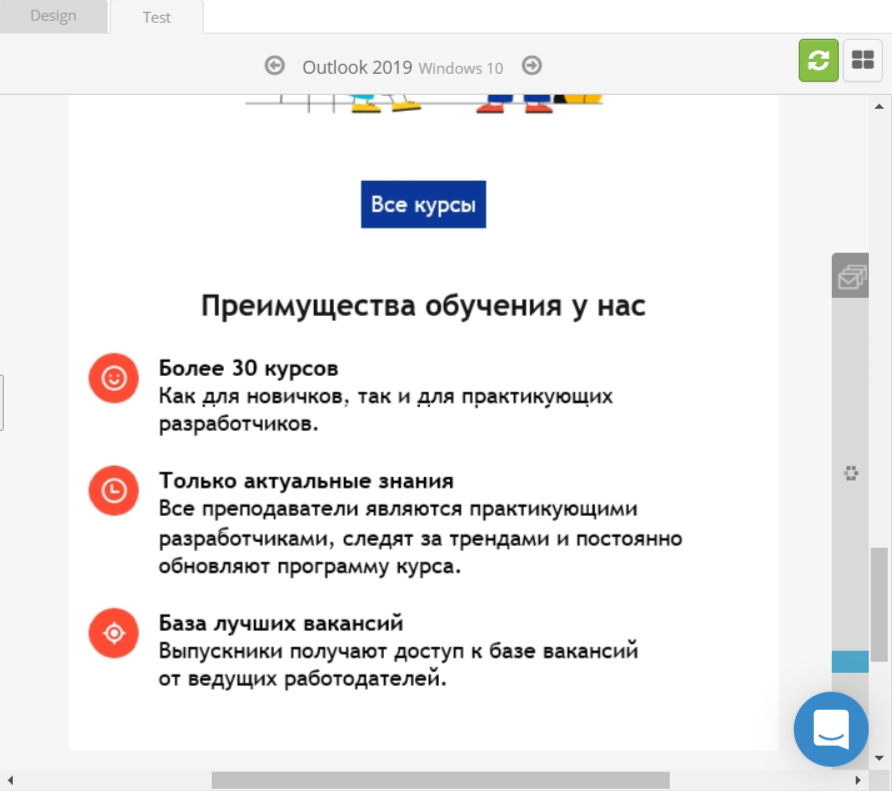 Design
Test
Outlook 2019 Windows 10
Все курсы
Преимущества обучения у нас
Более 30 курсов
Как для новичков, так и для практикующих
разработчиков.
Только актуальные знания
Все преподаватели являются практикующими
разработчиками, следят за трендами и постоянно
обновляют программу курса.
База лучших вакансий
Выпускники получают доступ к базе вакансий
от ведущих работодателей.